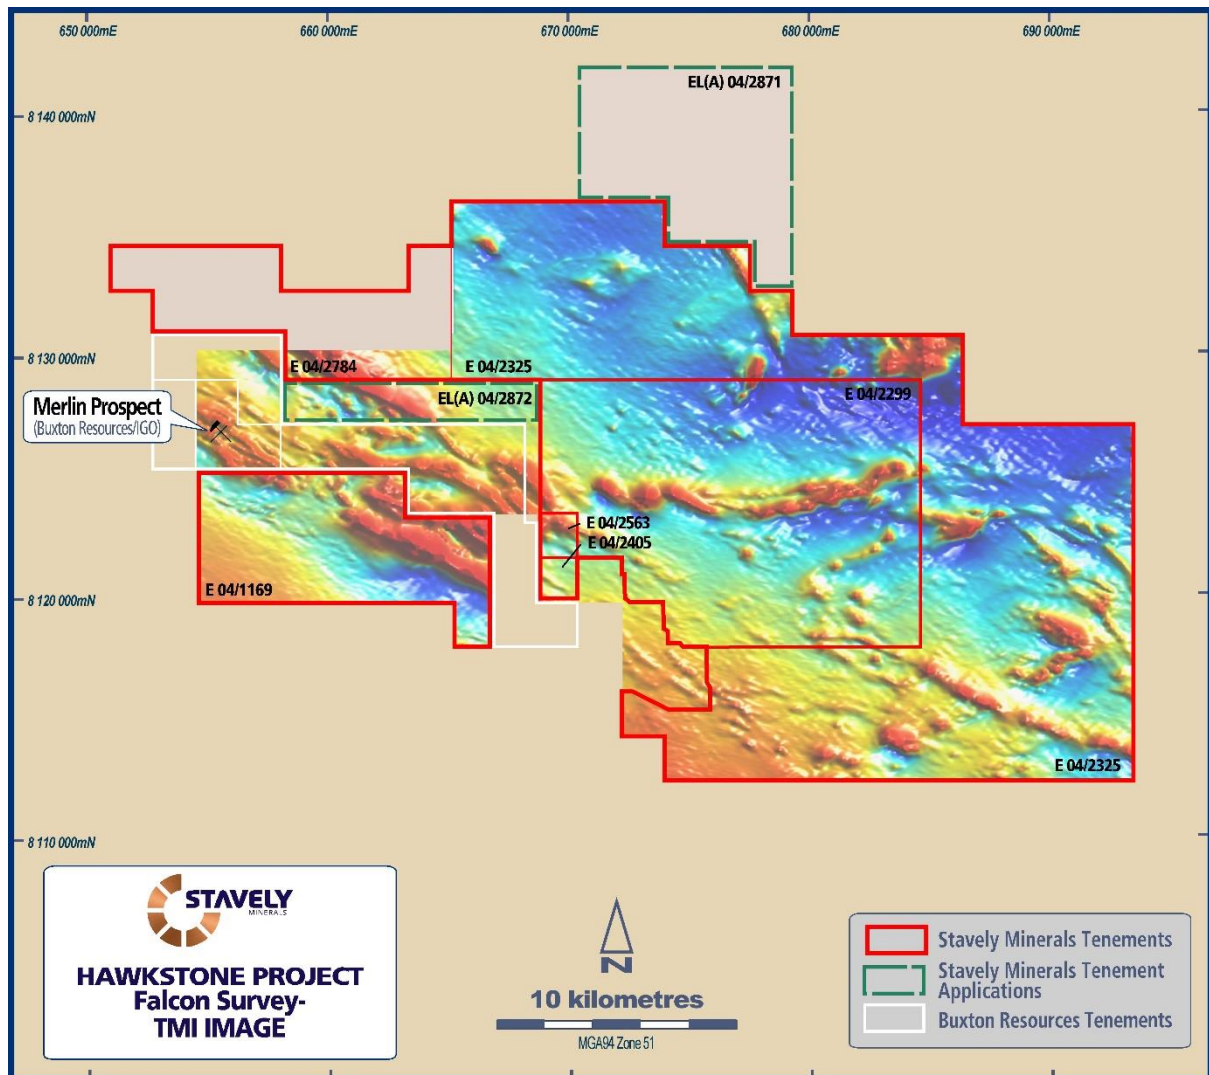 650 000mE
660 000mE
670 000mE
680 000mE
690 000mE
8 140 000mN
EL(A) 04/2871
8 130 000mN
E 04/2784
E 04/2325
E 04/2299
EL(A) 04/2872
Merlin Prospect
(Buxton Resources/IGO)
E 04/2563
E 04/2405
E 04/1169
8 120 000mN
E 04/2325
8 110 000mN
STAVELY
MINERALS
HAWKSTONE PROJECT
Falcon Survey-
TMI IMAGE
N
10 kilometres
MGA94 Zone 51
Stavely Minerals Tenements
Stavely Minerals Tenement
Applications
Buxton Resources Tenements